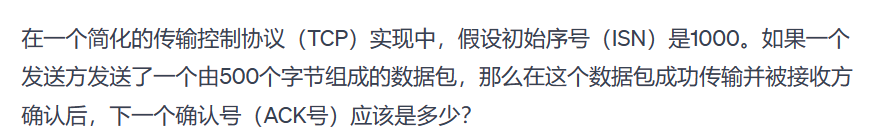 在一个简化的传输控制协议（TCP）实现中，假设初始序号（ISN）是1000。如果一个
发送方发送了一个由500个字节组成的数据包，那么在这个数据包成功传输并被接收方
确认后，下一个确认号（ACK号）应该是多少？